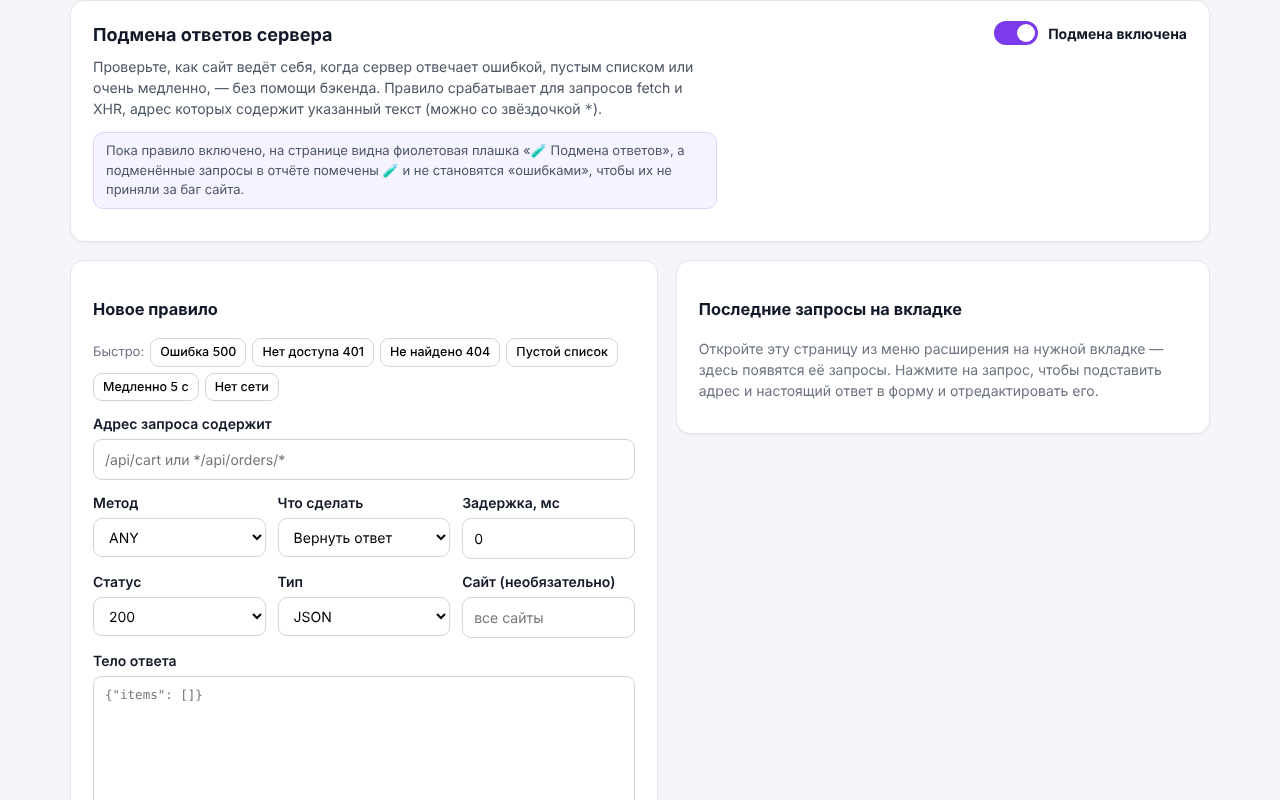 Подмена ответов сервера
Подмена включена
Проверьте, как сайт ведёт себя, когда сервер отвечает ошибкой, пустым списком или
очень медленно, — без помощи бэкенда. Правило срабатывает для запросов fetch и
XHR, адрес которых содержит указанный текст (можно со звёздочкой *).
Пока правило включено, на странице видна фиолетовая плашка «🧪 Подмена ответов», а
подменённые запросы в отчёте помечены 🧪 и не становятся «ошибками», чтобы их не
приняли за баг сайта.
Новое правило
Быстро: Ошибка 500 Нет доступа 401 Не найдено 404 Пустой список
Медленно 5 с Нет сети
Адрес запроса содержит
/api/cart или */api/orders/*
Метод Что сделать Задержка, мс
ANY Вернуть ответ 0
Статус Тип Сайт (необязательно)
200 JSON все сайты
Тело ответа
{"items": []}
Последние запросы на вкладке
Откройте эту страницу из меню расширения на нужной вкладке —
здесь появятся её запросы. Нажмите на запрос, чтобы подставить
адрес и настоящий ответ в форму и отредактировать его.